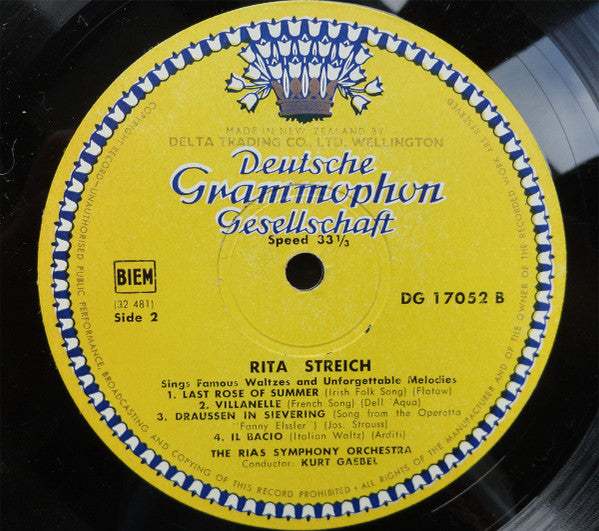 MADE IN NEW ZEALAND BY
DELTA TRADING CO., LTD. WELLINGTON
Deutsche
Grammophon
Gesellschaft
Speed 33 1/3
BIEM
(32 481)
Side 2
DG 17052 B
RITA STREICH
Sings Famous Waltzes and Unforgettable Melodies
1. LAST ROSE OF SUMMER (Irish Folk Song) (Flotow)
2. VILLANELLE (French Song) (Dell 'Aqua)
3. DRAUSSEN IN SIEVERING (Song from the Operetta
"Fanny Elssler") (Jos. Strauss)
4. IL BACIO (Italian Waltz) (Arditi)
THE RIAS SYMPHONY ORCHESTRA
Conductor: KURT GAEBEL
COPYRIGHT RECORD—UNAUTHORISED PUBLIC PERFORMANCE BROADCASTING AND COPYING OF THIS RECORD PROHIBITED • ALL RIGHTS OF THE MANUFACTURER AND OF THE OWNER OF THE RECORDED WORK ARE RESERVED